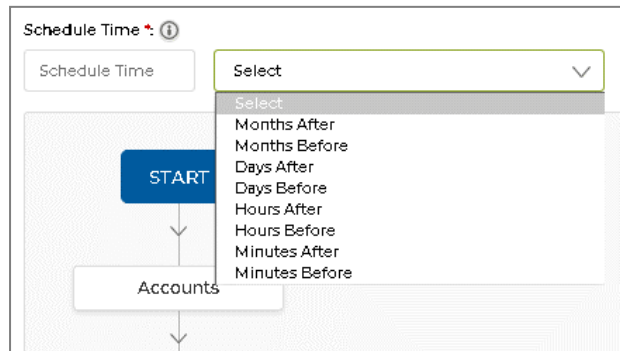 Schedule Time *:
Schedule Time
Select
Select
Months After
Months Before
Days After
Days Before
Hours After
Hours Before
Minutes After
Minutes Before
START
Accounts